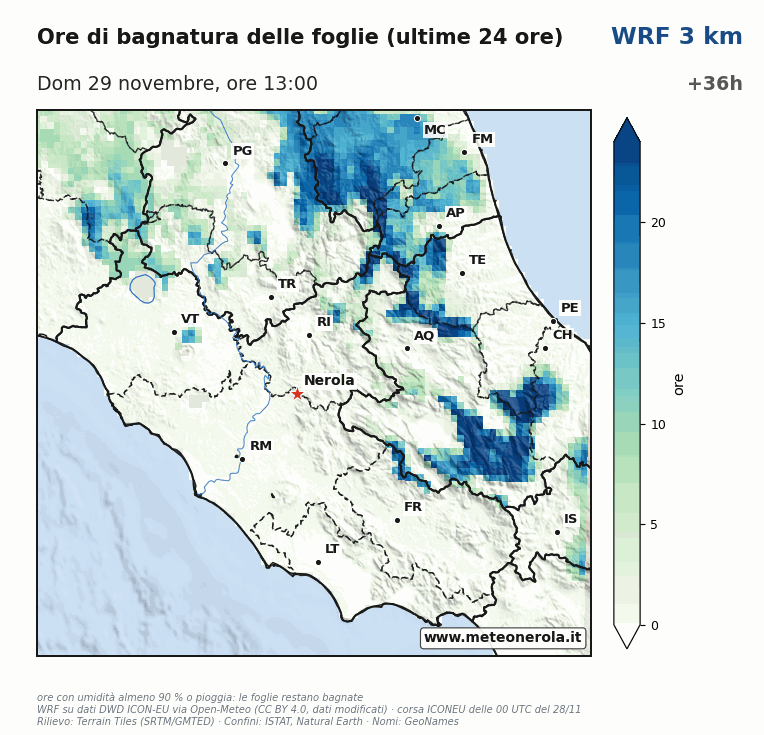 Ore di bagnatura delle foglie (ultime 24 ore)
WRF 3 km
Dom 29 novembre, ore 13:00
+36h
MC
FM
PG
AP
TE
TR
PE
VT
RI
AQ
CH
Nerola
RM
FR
IS
LT
20
15
10
5
0
ore
www.meteonerola.it
ore con umidità almeno 90 % o pioggia: le foglie restano bagnate
WRF su dati DWD ICON-EU via Open-Meteo (CC BY 4.0, dati modificati) · corsa ICONEU delle 00 UTC del 28/11
Rilievo: Terrain Tiles (SRTM/GMTED) · Confini: ISTAT, Natural Earth · Nomi: GeoNames